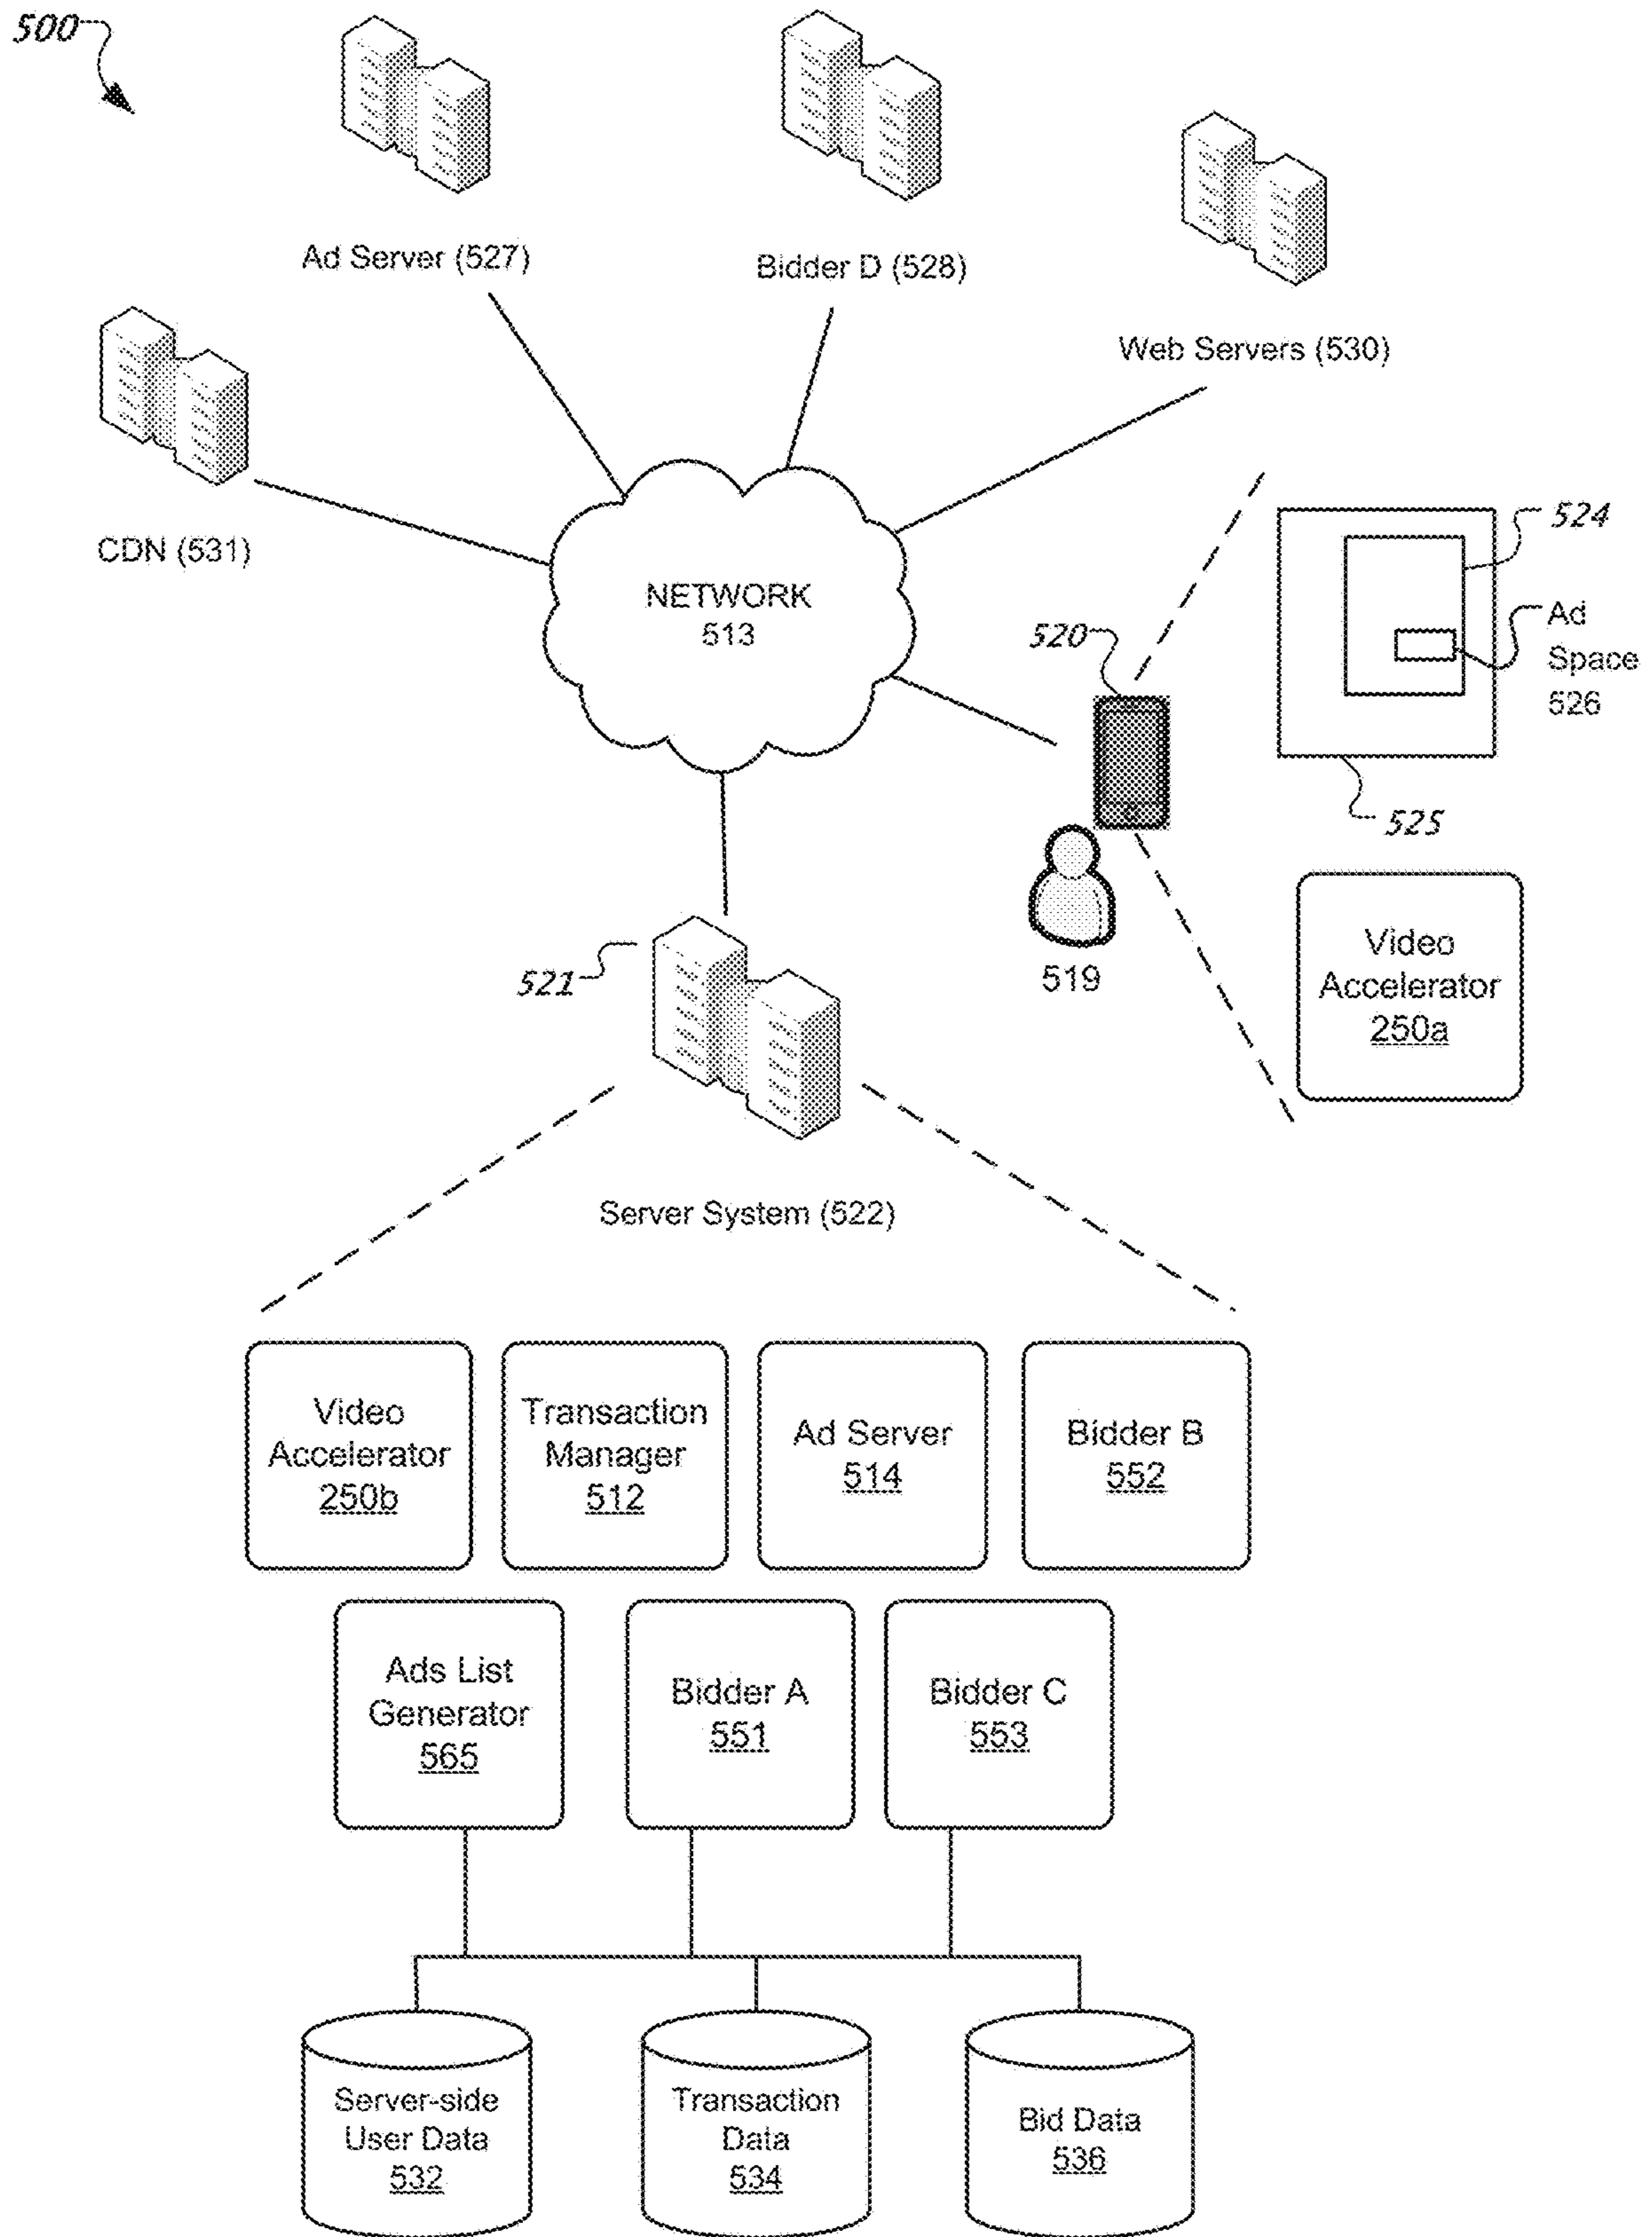 500
Ad Server (527)
Bidder D (528)
Web Servers (530)
CDN (531)
NETWORK
513
524
Ad
Space
526
520
525
519
Video
Accelerator
250a
521
Server System (522)
Video
Accelerator
250b
Transaction
Manager
512
Ad Server
514
Bidder B
552
Ads List
Generator
565
Bidder A
551
Bidder C
553
Server-side
User Data
532
Transaction
Data
534
Bid Data
536